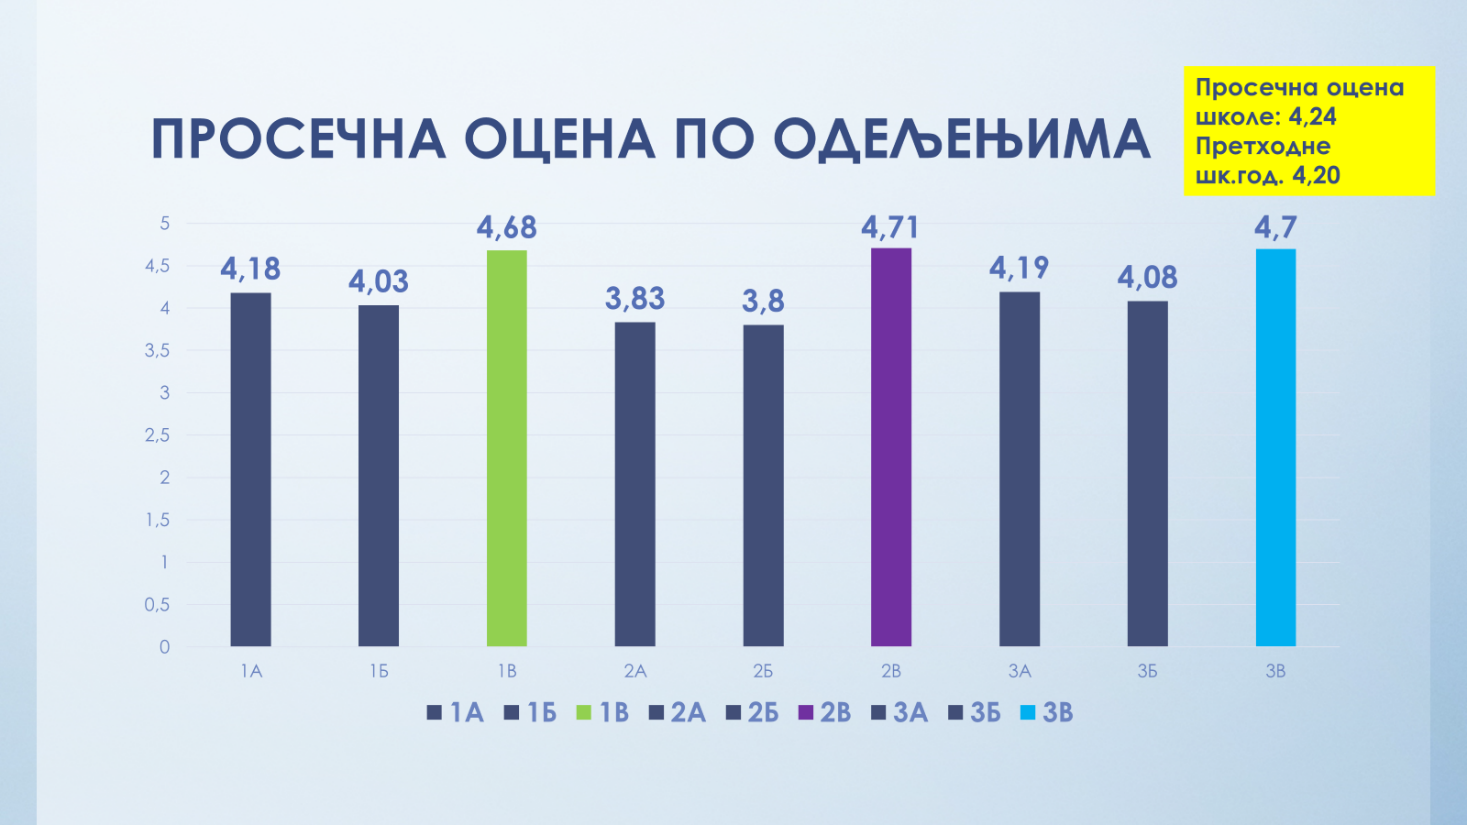 ПРОСЕЧНА ОЦЕНА ПО ОДЕЉЕЊИМА
Просечна оцена
школе: 4,24
Претходне
шк.год. 4,20
5
4,5
4
3,5
3
2,5
2
1,5
1
0,5
0
4,18
4,03
4,68
3,83
3,8
4,71
4,19
4,08
4,7
1А 1Б 1В 2А 2Б 2В 3А 3Б 3В
1А 1Б 1В 2А 2Б 2В 3А 3Б 3В